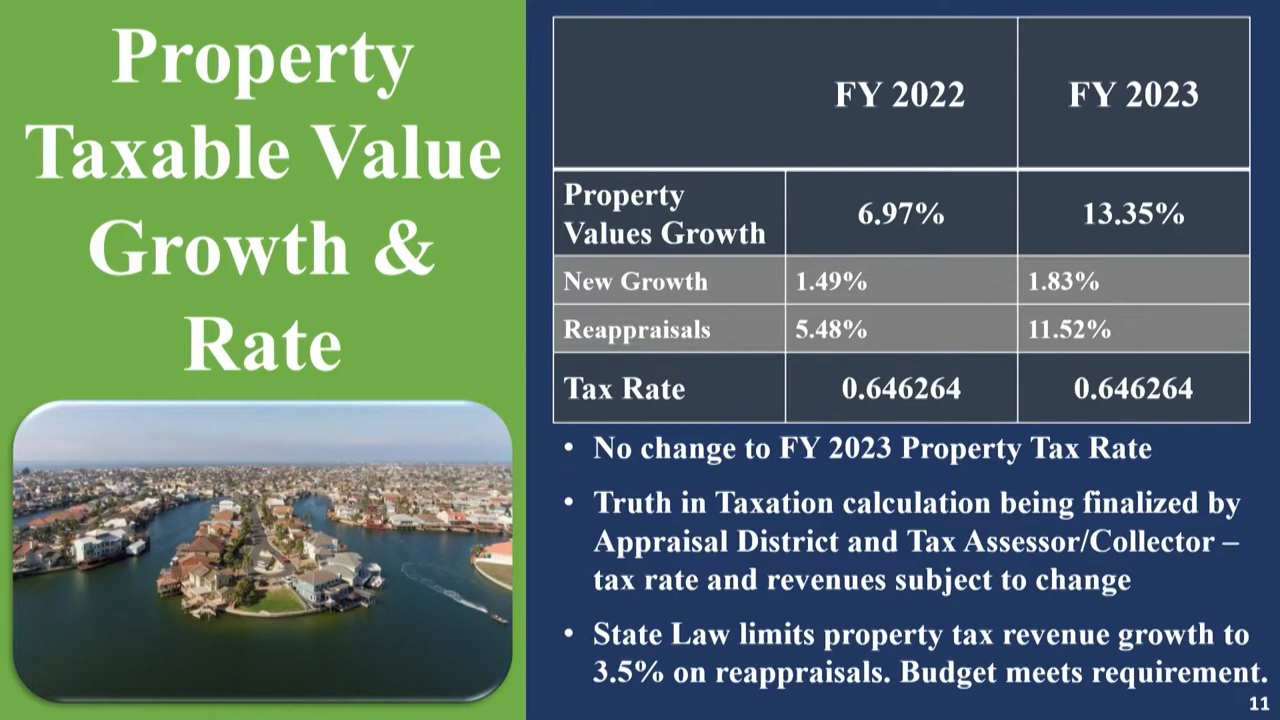 Property
Taxable Value
Growth &
Rate
FY 2022 FY 2023
Property
Values Growth 6.97% 13.35%
New Growth 1.49% 1.83%
Reappraisals 5.48% 11.52%
Tax Rate 0.646264 0.646264
• No change to FY 2023 Property Tax Rate
• Truth in Taxation calculation being finalized by
Appraisal District and Tax Assessor/Collector –
tax rate and revenues subject to change
• State Law limits property tax revenue growth to
3.5% on reappraisals. Budget meets requirement.
11